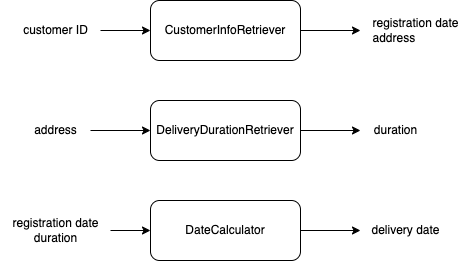 customer ID
CustomerInfoRetriever
registration date
address
address
DeliveryDurationRetriever
duration
registration date
duration
DateCalculator
delivery date